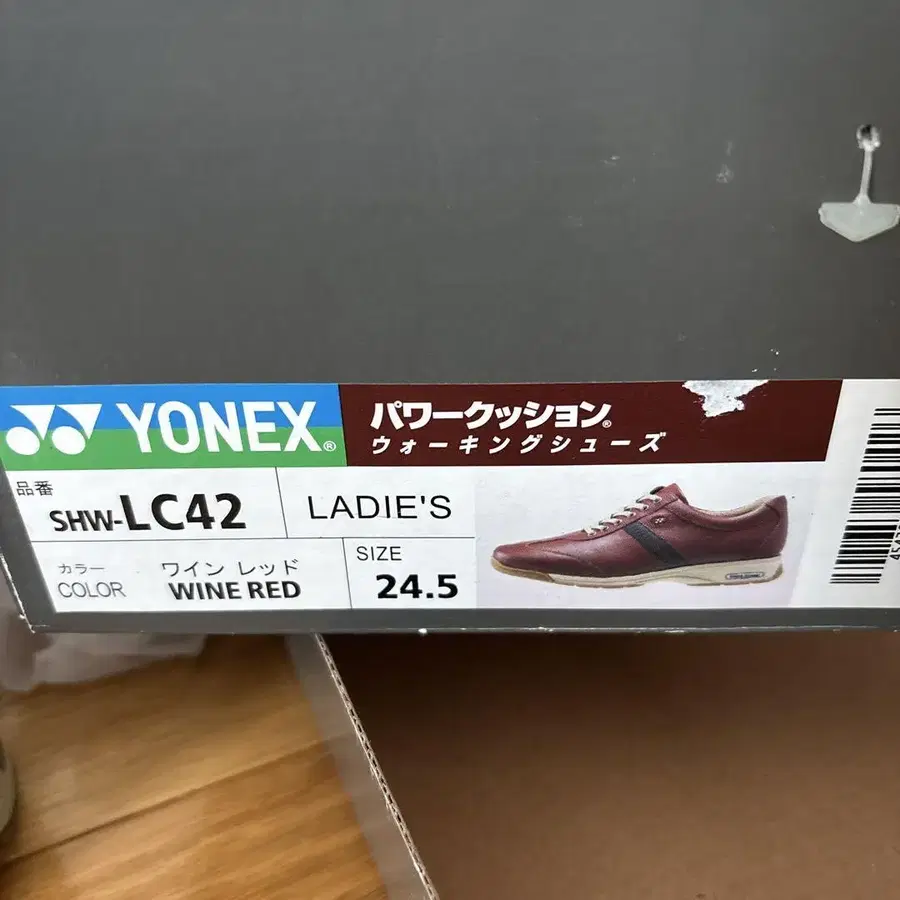 YONEX®
パワークッション®
ウォーキングシューズ
品番
SHW-LC42
LADIE'S
カラー
COLOR
ワイン レッド
WINE RED
SIZE
24.5